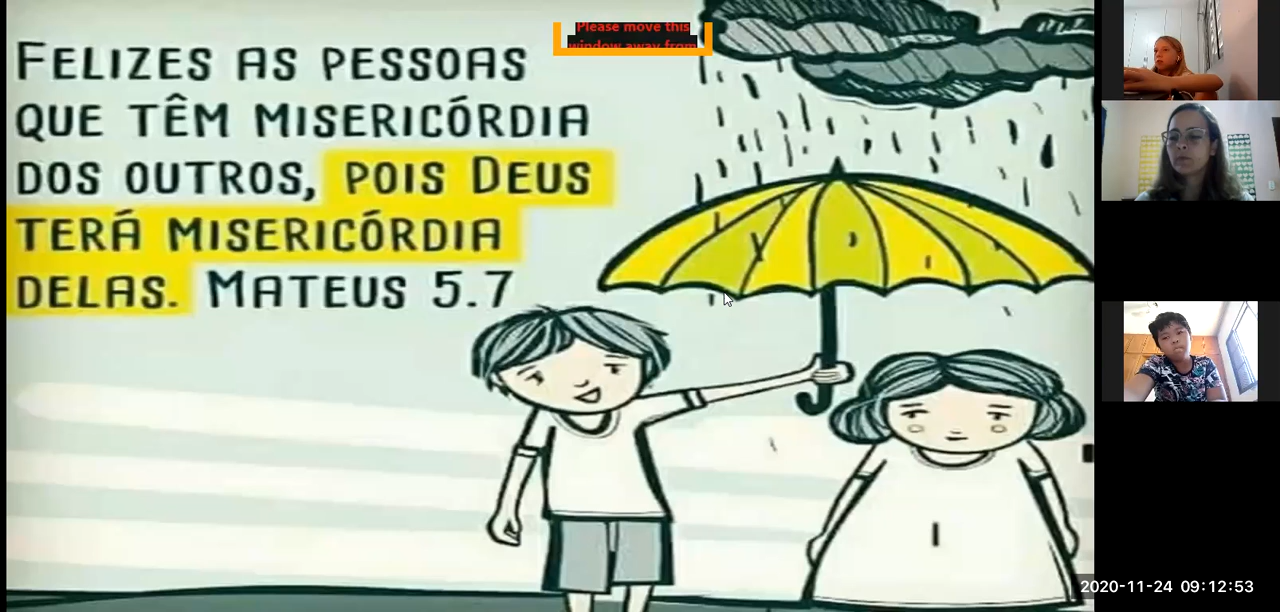 Please move this
window away from
FELIZES AS PESSOAS
QUE TÊM MISERICÓRDIA
DOS OUTROS, POIS DEUS
TERÁ MISERICÓRDIA
DELAS. MATEUS 5.7
2020-11-24 09:12:53